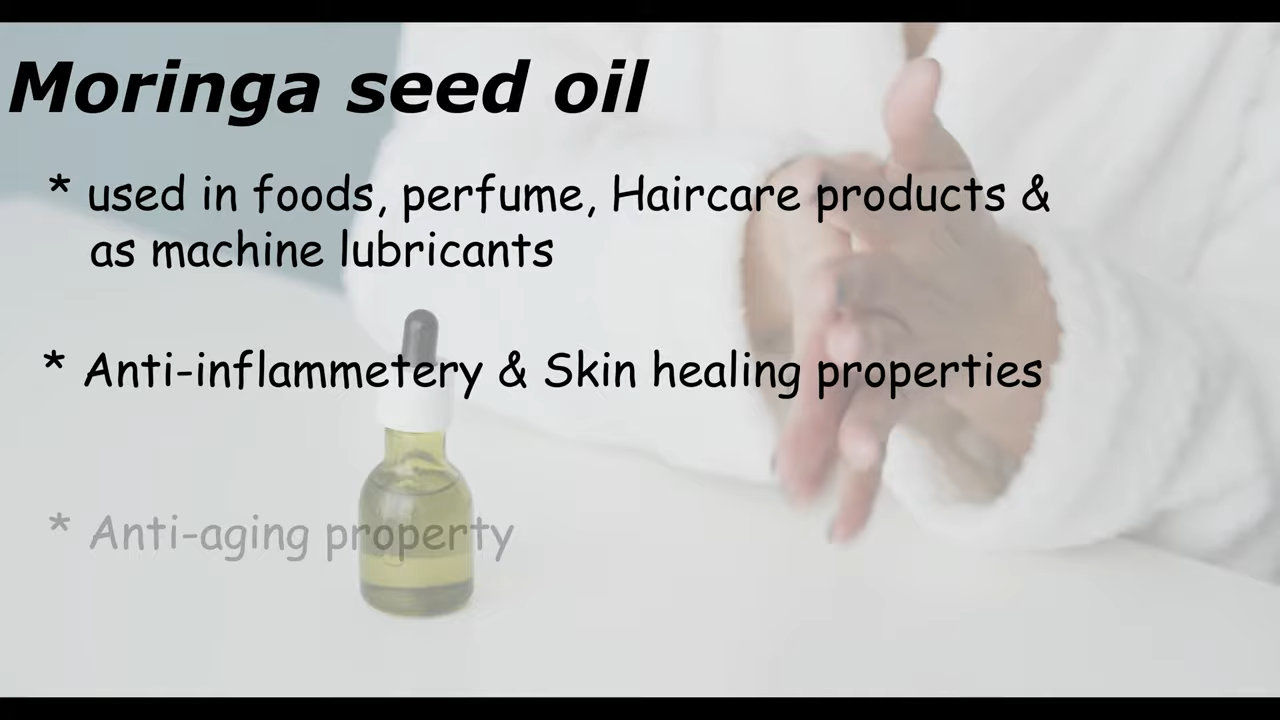 Moringa seed oil
* used in foods, perfume, Haircare products &
as machine lubricants
* Anti-inflammetery & Skin healing properties
* Anti-aging property